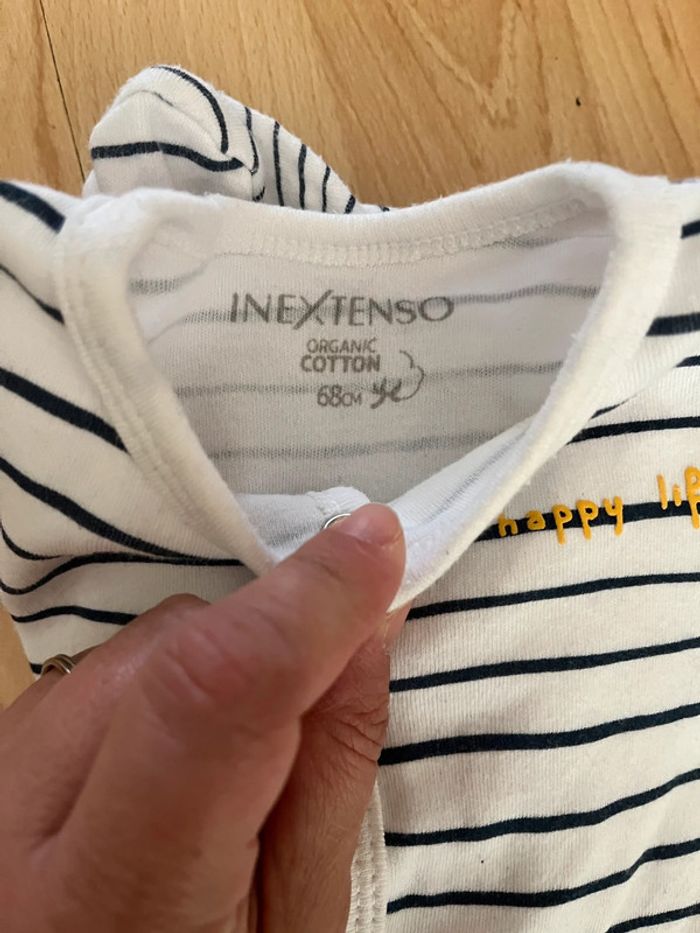 INEXTENSO
ORGANIC
COTTON
68CM
happy